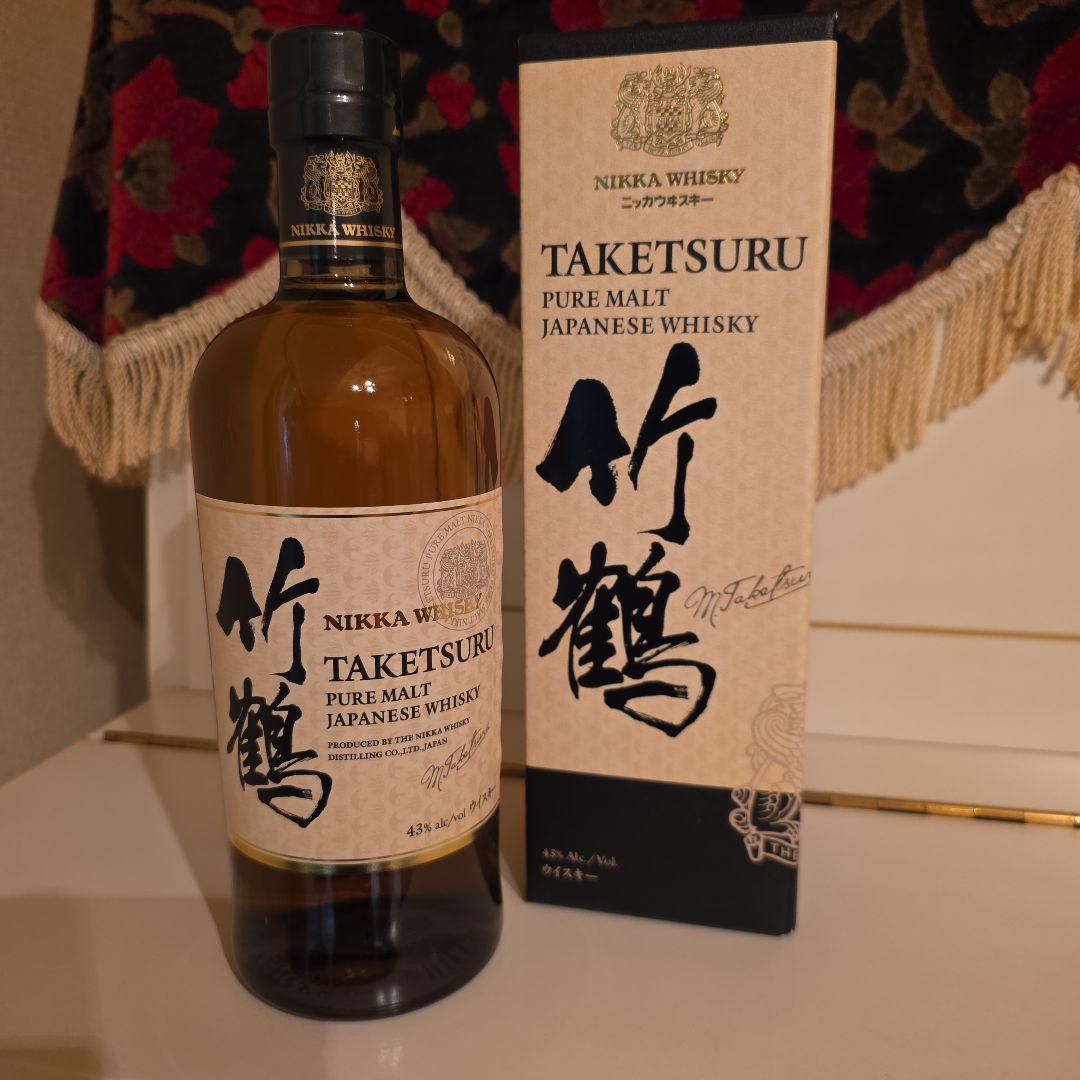 NIKKA WHISKY
竹鶴
NIKKA WHISKY
TAKETSURU
PURE MALT
JAPANESE WHISKY
PRODUCED BY THE NIKKA WHISKY
DISTILLING CO.,LTD.,JAPAN
M Taketsuru
43% alc/vol ウイスキー
NIKKA WHISKY
ニッカウヰスキー
TAKETSURU
PURE MALT
JAPANESE WHISKY
竹鶴
M Taketsuru
43% Alc./Vol.
ウイスキー
THE